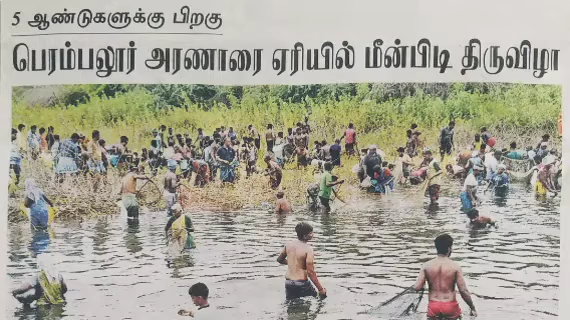 5 ஆண்டுகளுக்கு பிறகு
பெரம்பலூர் அரணாரை ஏரியில் மீன்பிடி திருவிழா